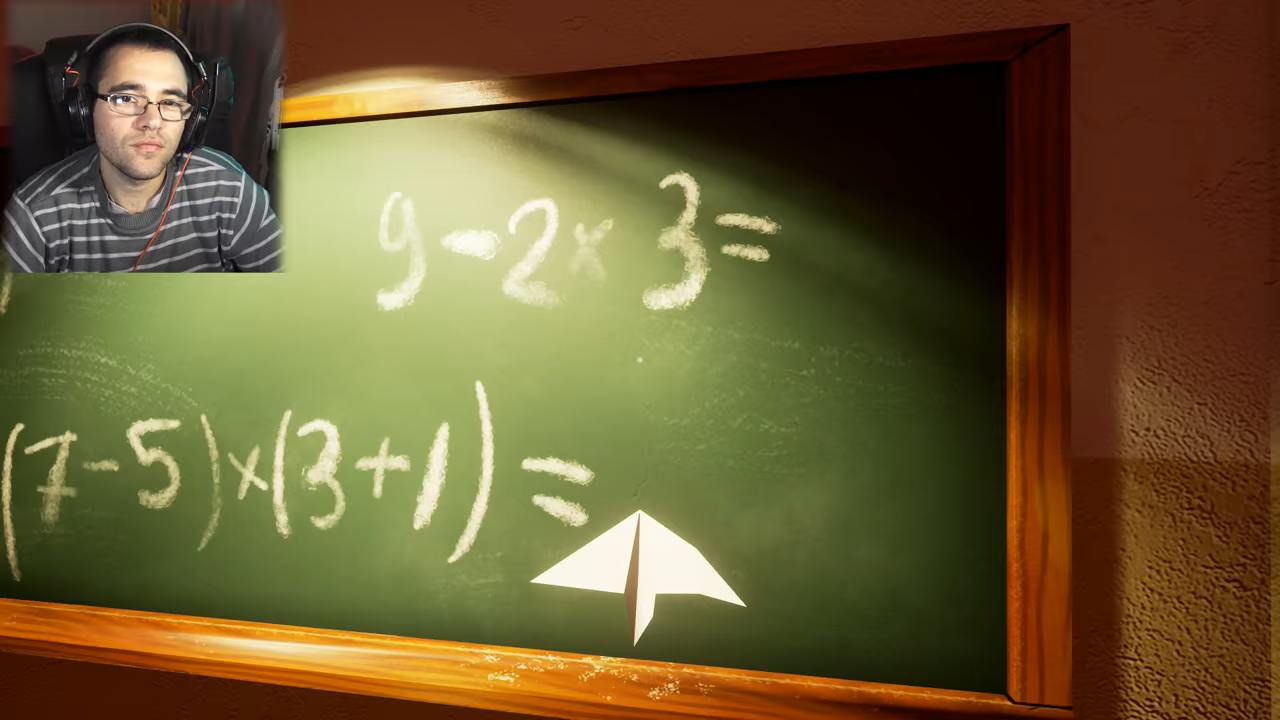 9-2x3=
(7-5)x(3+1)=